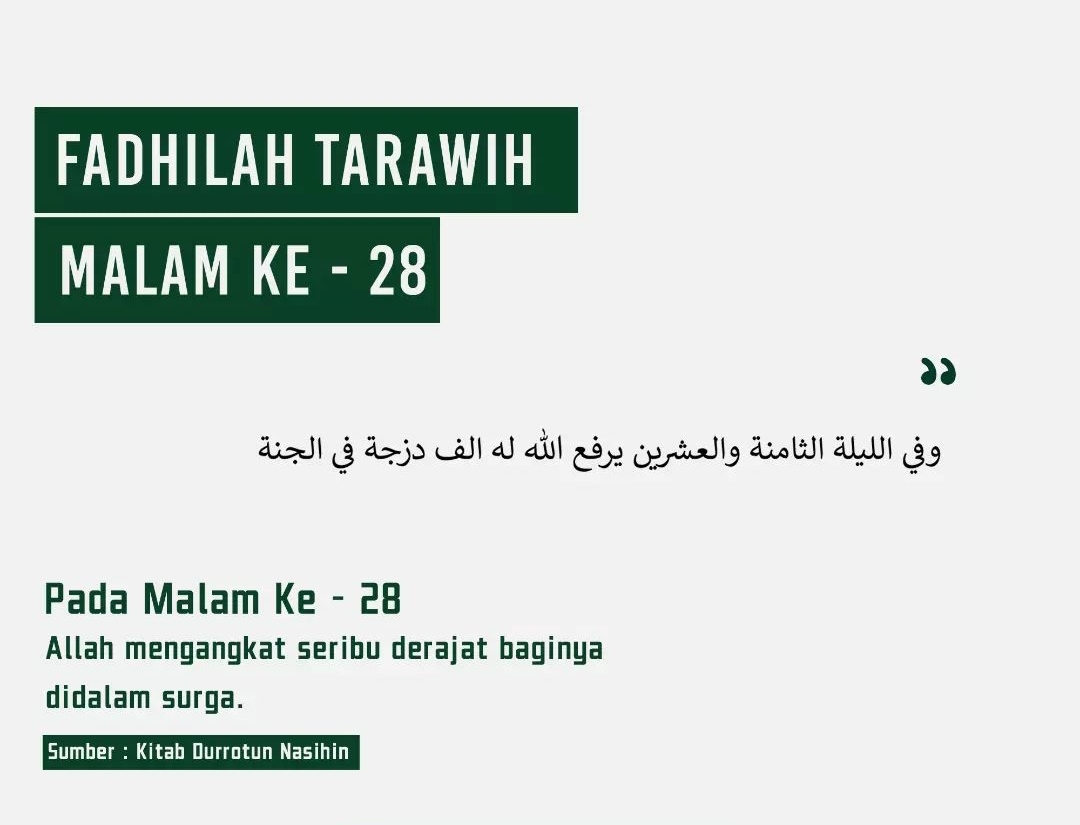 FADHILAH TARAWIH
MALAM KE - 28
”
وفي الليلة الثامنة والعشرين يرفع الله له الف دزجة في الجنة
Pada Malam Ke - 28
Allah mengangkat seribu derajat baginya
didalam surga.
Sumber : Kitab Durrotun Nasihin